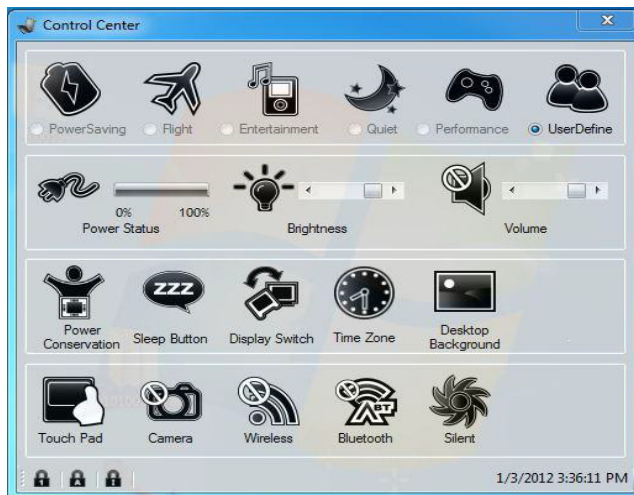 Control Center
PowerSaving Flight Entertainment Quiet Performance UserDefine
0% 100%
Power Status Brightness Volume
ZZZ
Power
Conservation Sleep Button Display Switch Time Zone Desktop
Background
BT
Touch Pad Camera Wireless Bluetooth Silent
1/3/2012 3:36:11 PM